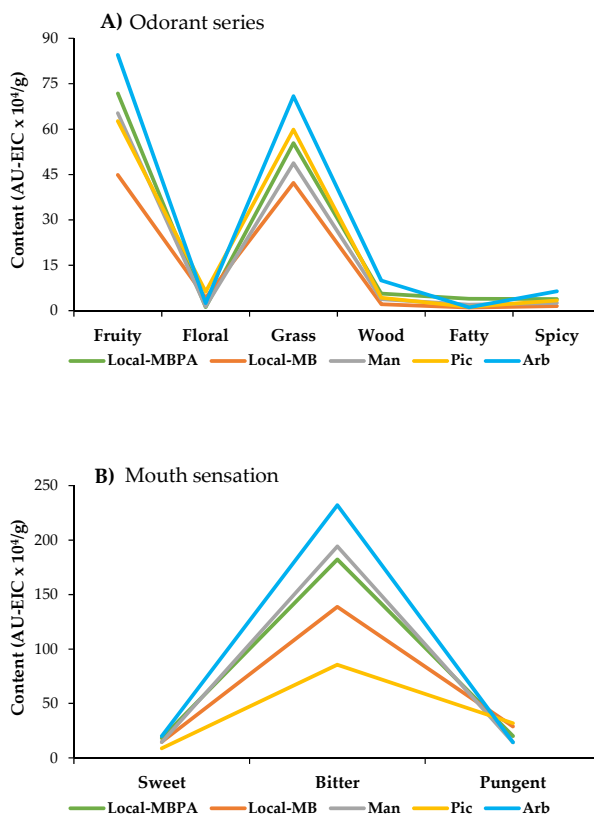 A) Odorant series
Content (AU-EIC x 10⁴/g)
90
75
60
45
30
15
0
Fruity Floral Grass Wood Fatty Spicy
Local-MBPA Local-MB Man Pic Arb
B) Mouth sensation
Content (AU-EIC x 10⁴/g)
250
200
150
100
50
0
Sweet Bitter Pungent
Local-MBPA Local-MB Man Pic Arb